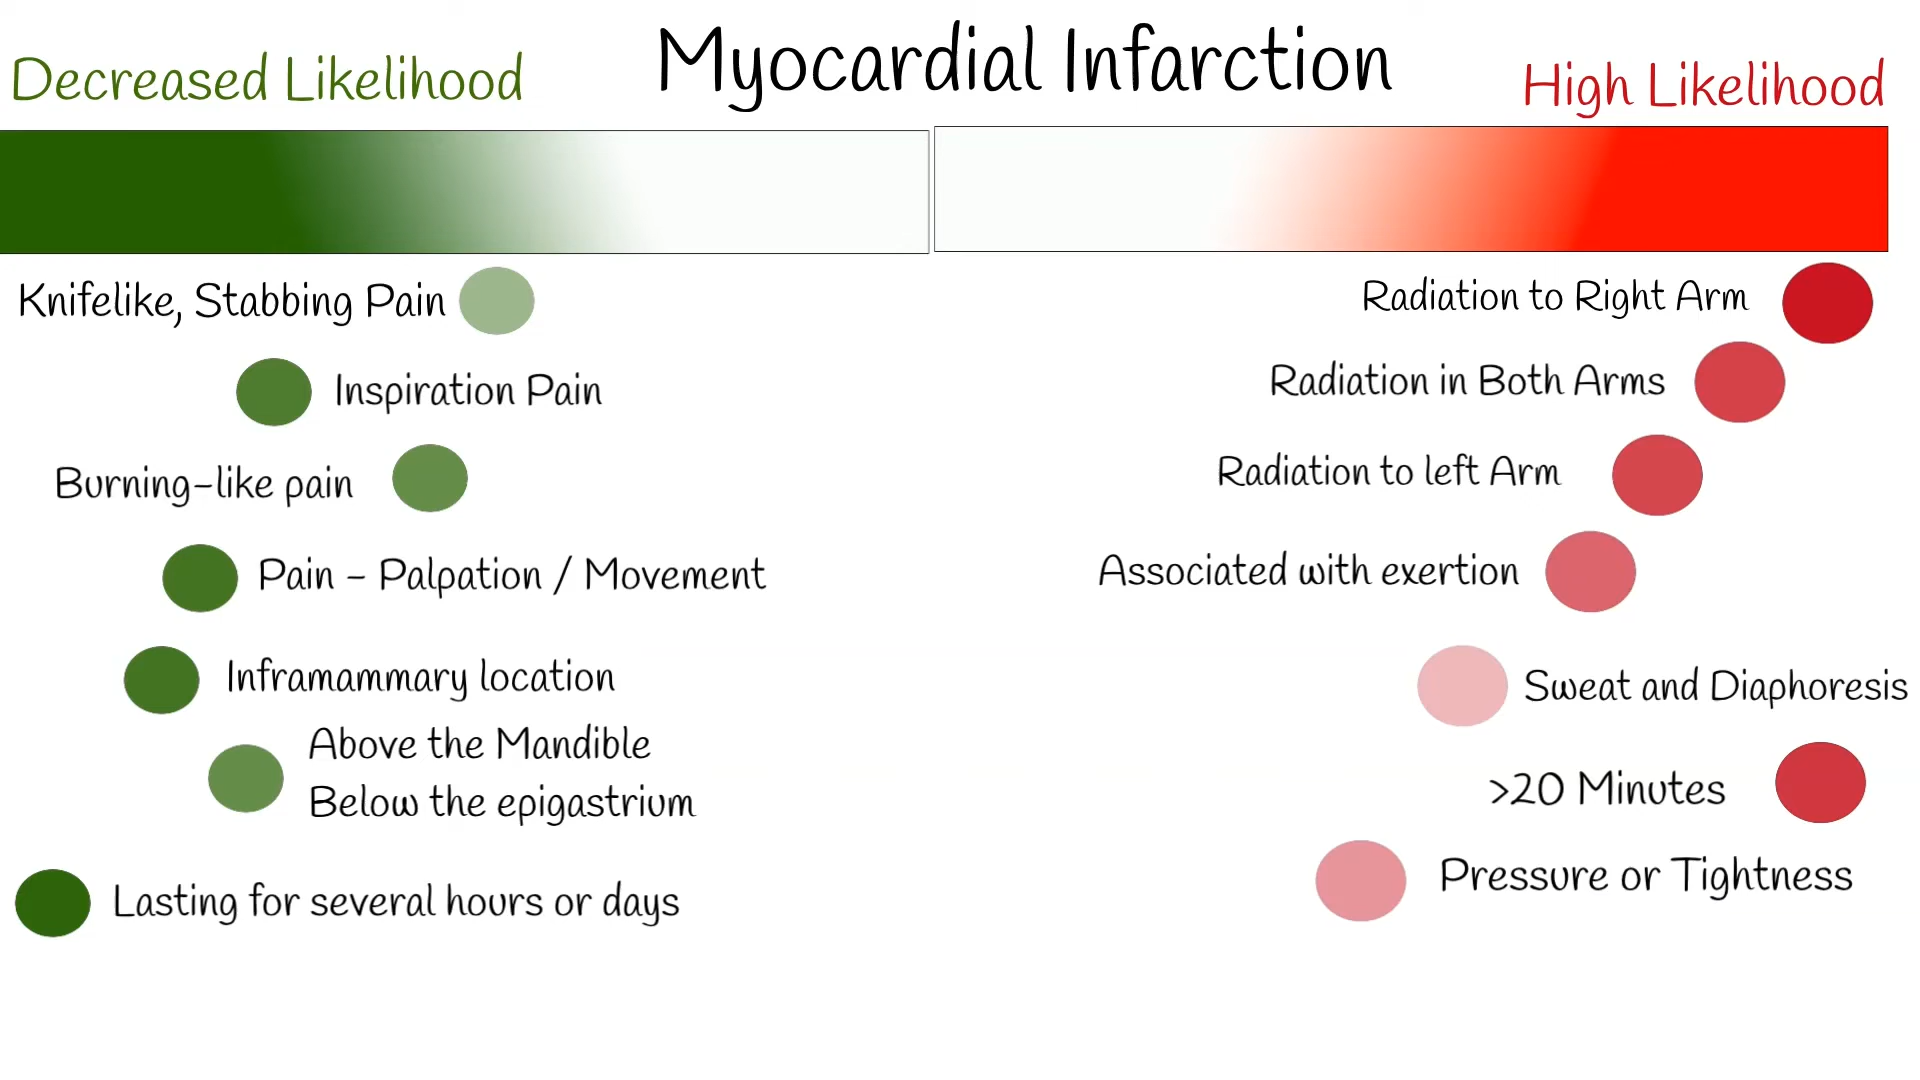 Myocardial Infarction
Decreased Likelihood
High Likelihood
Knifelike, Stabbing Pain
Inspiration Pain
Burning-like pain
Pain - Palpation / Movement
Inframammary location
Above the Mandible
Below the epigastrium
Lasting for several hours or days
Radiation to Right Arm
Radiation in Both Arms
Radiation to left Arm
Associated with exertion
Sweat and Diaphoresis
>20 Minutes
Pressure or Tightness